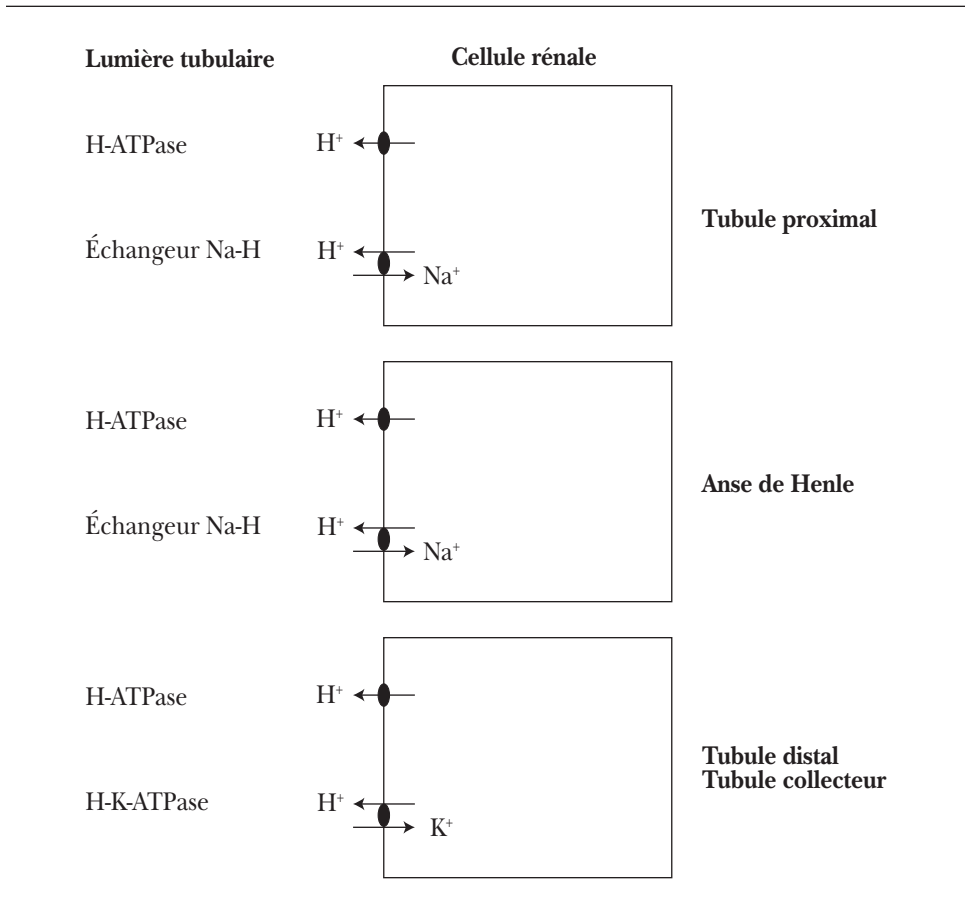 Lumière tubulaire Cellule rénale
H-ATPase H⁺
Tubule proximal
Échangeur Na-H H⁺
Na⁺
H-ATPase H⁺
Anse de Henle
Échangeur Na-H H⁺
Na⁺
H-ATPase H⁺
Tubule distal
Tubule collecteur
H-K-ATPase H⁺
K⁺